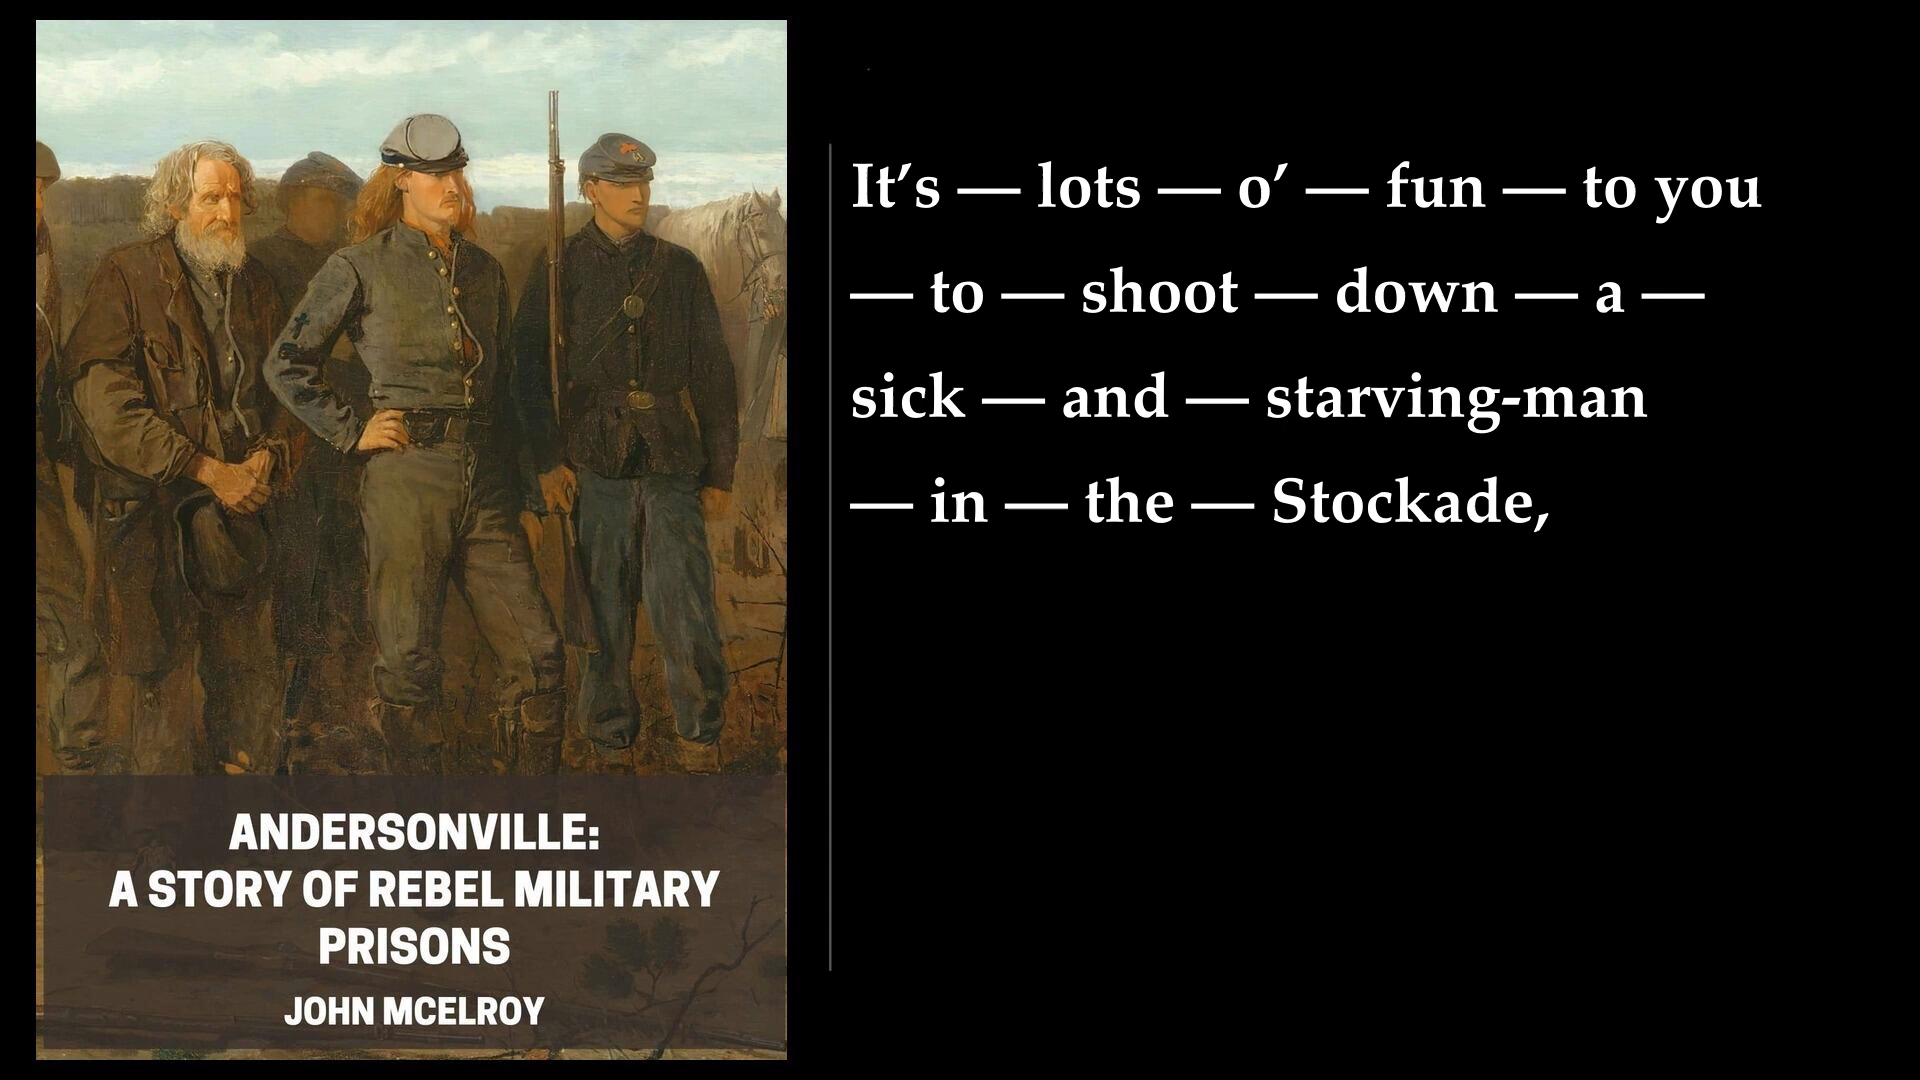 It’s — lots — o’ — fun — to you
— to — shoot — down — a —
sick — and — starving-man
— in — the — Stockade,
ANDERSONVILLE:
A STORY OF REBEL MILITARY
PRISONS
JOHN MCELROY